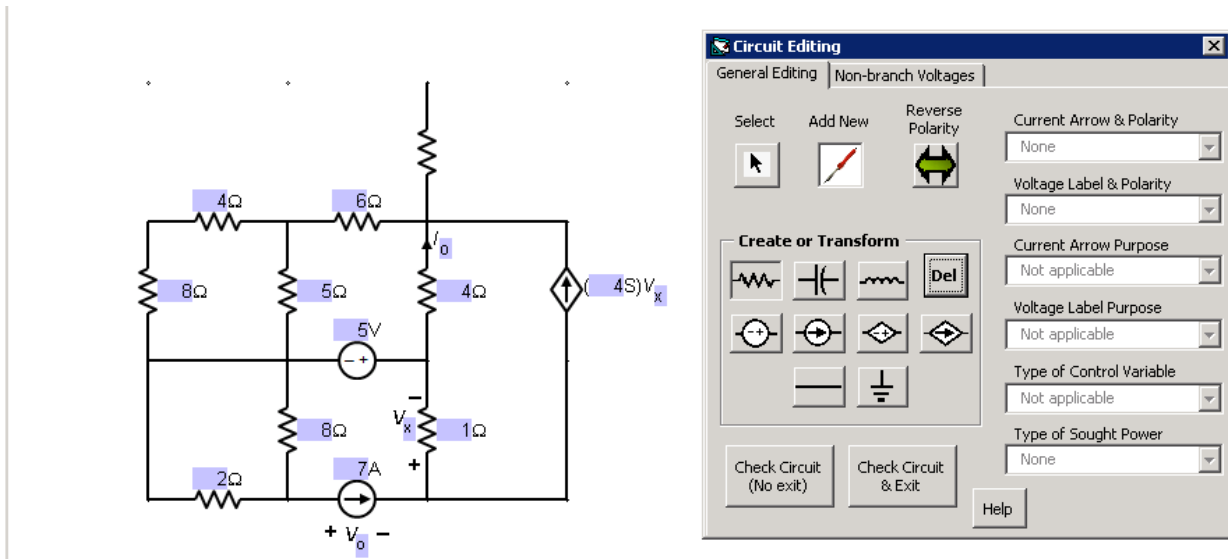 Circuit Editing
General Editing
Non-branch Voltages
Select
Add New
Reverse
Polarity
Current Arrow & Polarity
None
Voltage Label & Polarity
None
Create or Transform
Del
Current Arrow Purpose
Not applicable
Voltage Label Purpose
Not applicable
Type of Control Variable
Not applicable
Type of Sought Power
None
Check Circuit
(No exit)
Check Circuit
& Exit
Help
4Ω
6Ω
I₀
8Ω
5Ω
4Ω
(4S)Vₓ
5V
− +
−
Vₓ
+
8Ω
1Ω
2Ω
7A
+ V₀ −